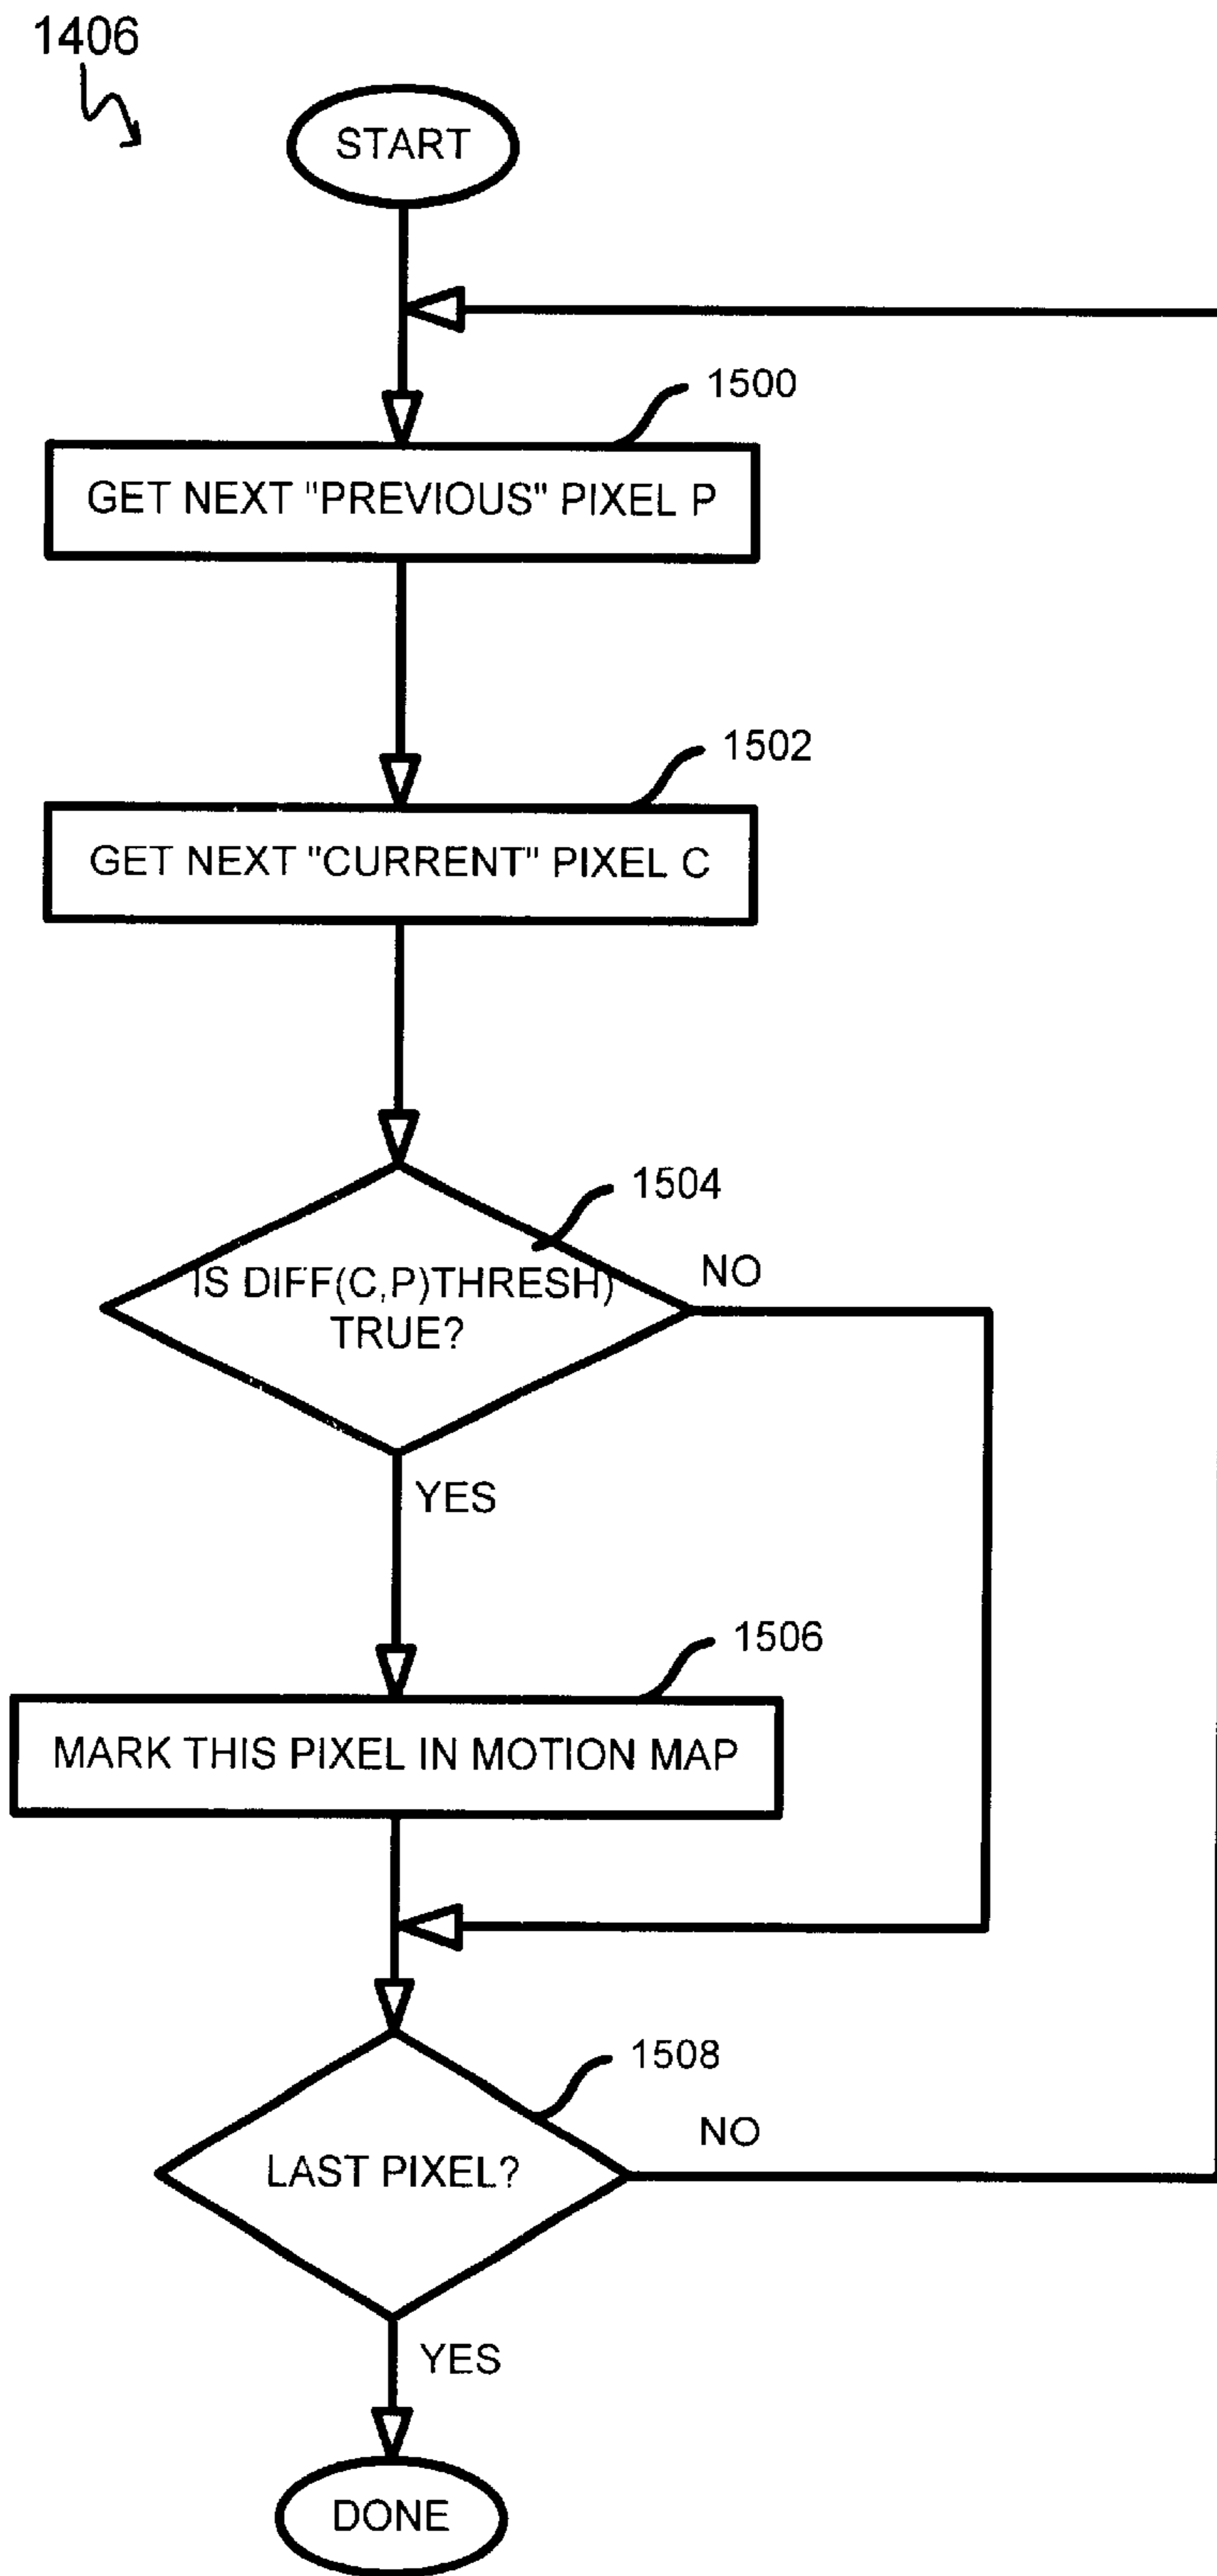 1406
START
1500
GET NEXT "PREVIOUS" PIXEL P
1502
GET NEXT "CURRENT" PIXEL C
1504
IS DIFF(C,P)THRESH)
TRUE?
NO
YES
1506
MARK THIS PIXEL IN MOTION MAP
1508
LAST PIXEL?
NO
YES
DONE